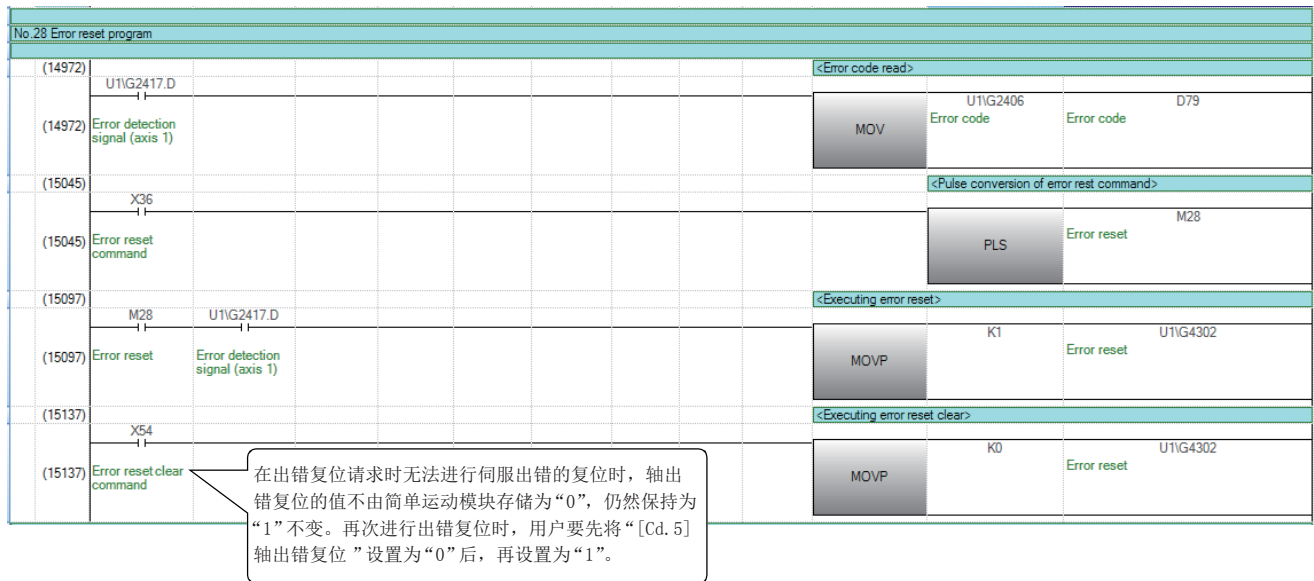 No.28 Error reset program
(14972)
<Error code read>
U1\G2417.D
U1\G2406
D79
(14972)
Error detection
signal (axis 1)
MOV
Error code
Error code
(15045)
<Pulse conversion of error rest command>
X36
M28
(15045)
Error reset
command
PLS
Error reset
(15097)
<Executing error reset>
M28
U1\G2417.D
K1
U1\G4302
(15097)
Error reset
Error detection
signal (axis 1)
MOVP
Error reset
(15137)
<Executing error reset clear>
X54
K0
U1\G4302
(15137)
Error reset clear
command
MOVP
Error reset
在出错复位请求时无法进行伺服出错的复位时，轴出
错复位的值不由简单运动模块存储为“0”，仍然保持为
“1”不变。再次进行出错复位时，用户要先将“[Cd.5]
轴出错复位 ”设置为“0”后，再设置为“1”。